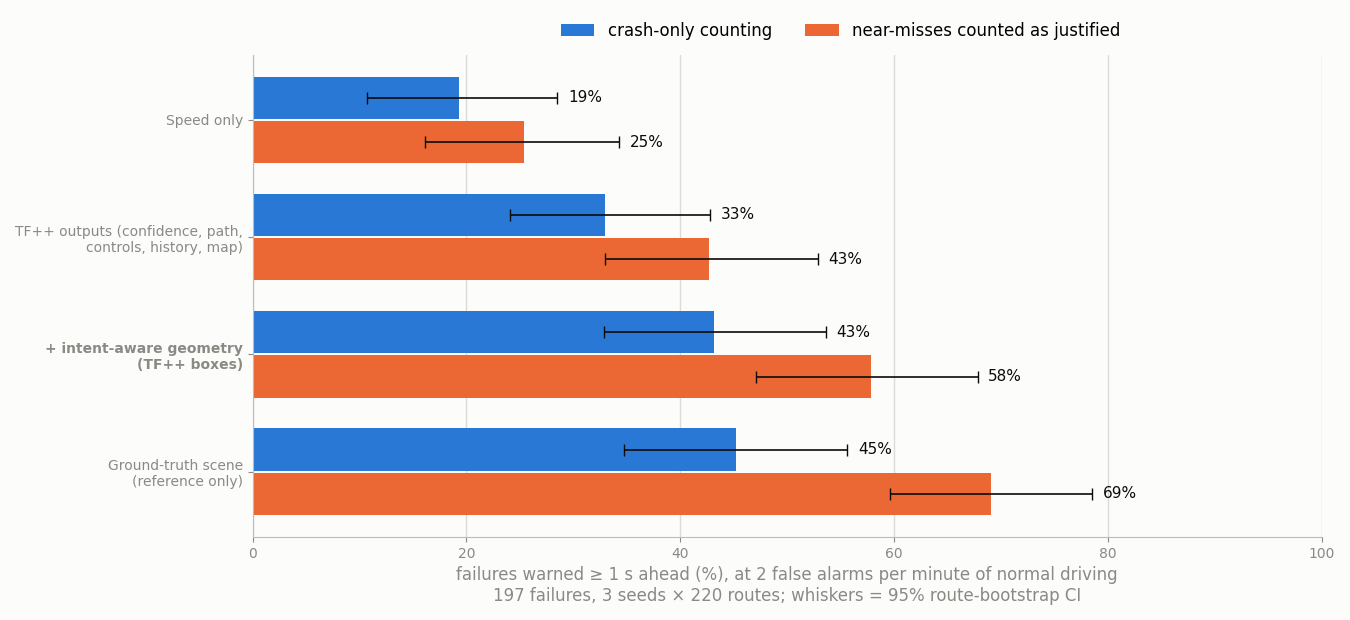 crash-only counting near-misses counted as justified
Speed only
19%
25%
TF++ outputs (confidence, path,
controls, history, map)
33%
43%
+ intent-aware geometry
(TF++ boxes)
43%
58%
Ground-truth scene
(reference only)
45%
69%
0 20 40 60 80 100
failures warned ≥ 1 s ahead (%), at 2 false alarms per minute of normal driving
197 failures, 3 seeds × 220 routes; whiskers = 95% route-bootstrap CI